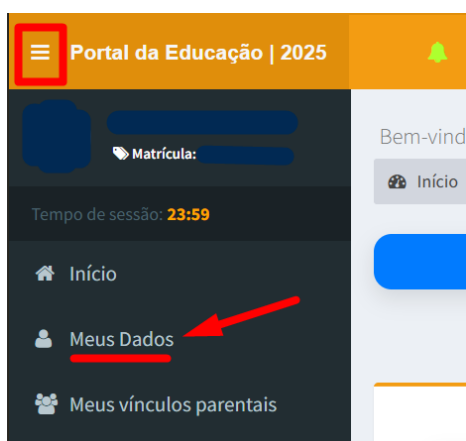 Portal da Educação | 2025
Matrícula:
Bem-vind
Início
Tempo de sessão: 23:59
Início
Meus Dados
Meus vínculos parentais